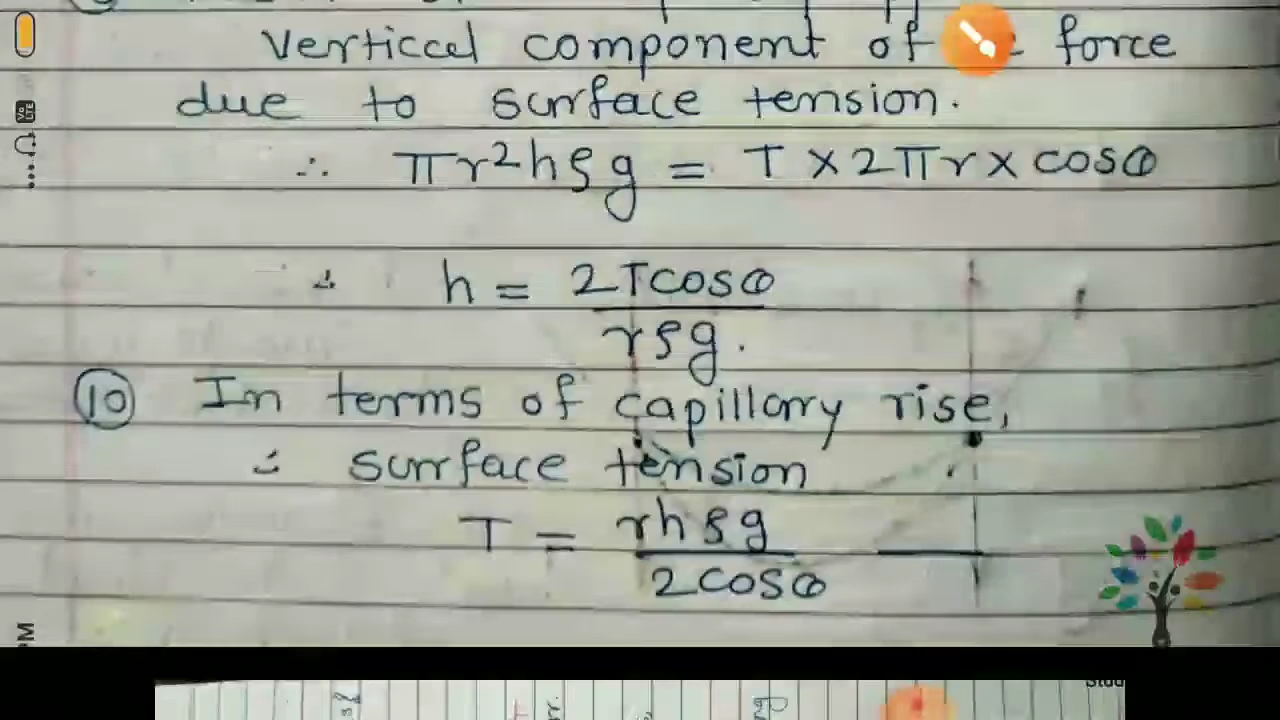 Vertical component of force
due to surface tension.
∴ πr²hρg = T × 2πr × cosθ
∴ h = 2Tcosθ
rρg.
⑩ In terms of capillary rise,
∴ surface tension
T = rhρg
2cosθ